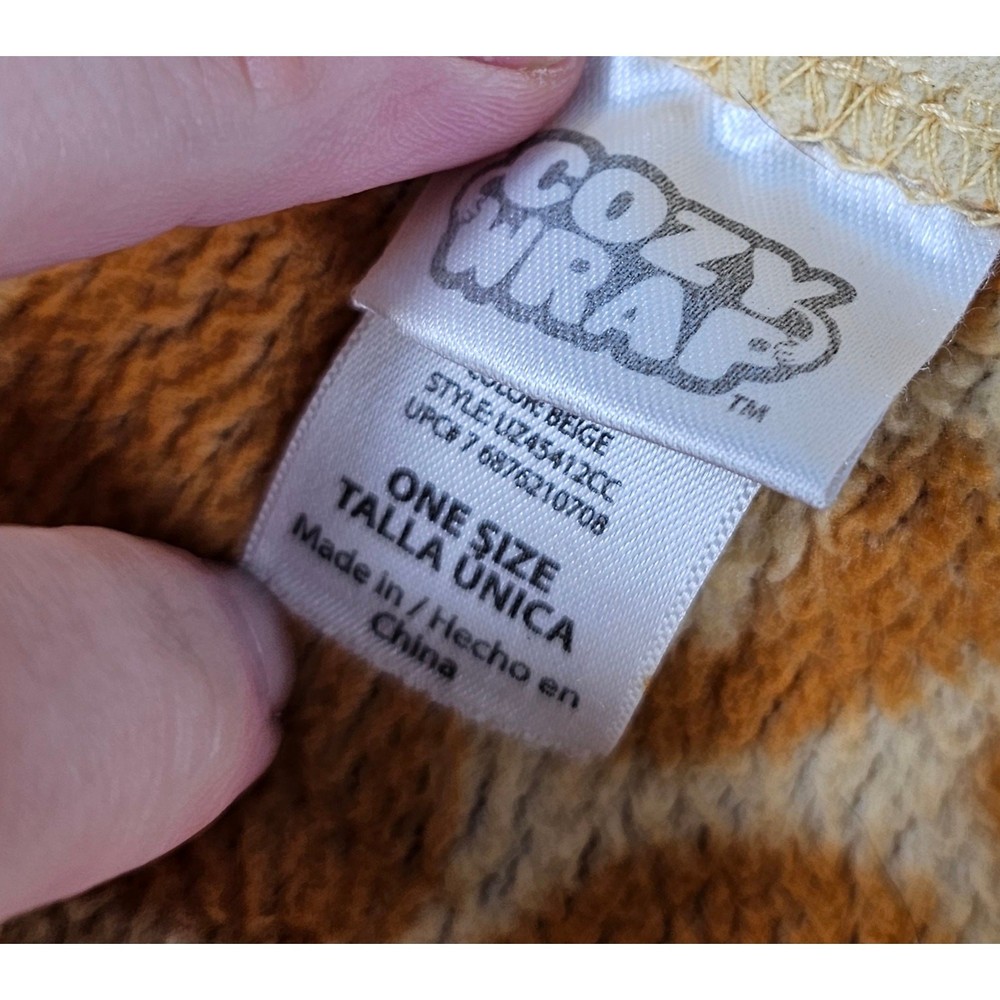 COZY
WRAP
TM
COLOR: BEIGE
STYLE: UZ45412CC
UPC# 7 6876210708
ONE SIZE
TALLA ÚNICA
Made in / Hecho en
China